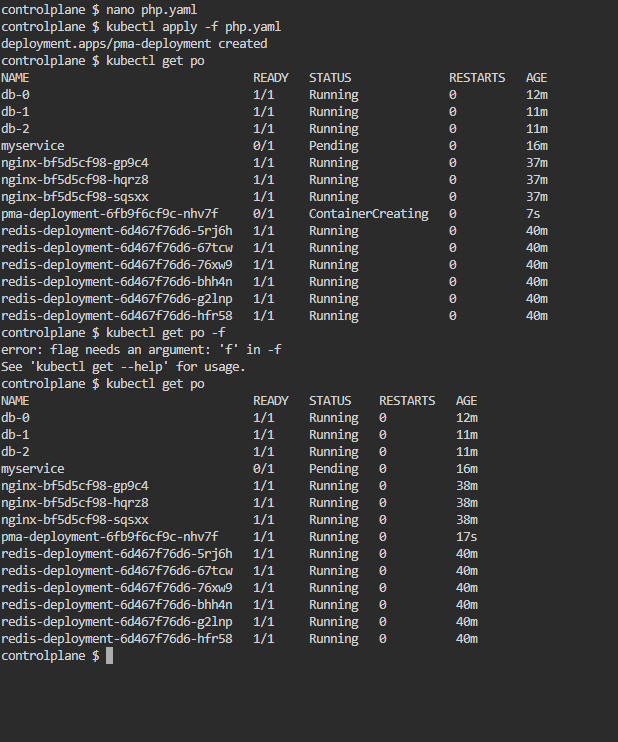 controlplane $ nano php.yaml
controlplane $ kubectl apply -f php.yaml
deployment.apps/pma-deployment created
controlplane $ kubectl get po
NAME READY STATUS RESTARTS AGE
db-0 1/1 Running 0 12m
db-1 1/1 Running 0 11m
db-2 1/1 Running 0 11m
myservice 0/1 Pending 0 16m
nginx-bf5d5cf98-gp9c4 1/1 Running 0 37m
nginx-bf5d5cf98-hqrz8 1/1 Running 0 37m
nginx-bf5d5cf98-sqsxx 1/1 Running 0 37m
pma-deployment-6fb9f6cf9c-nhv7f 0/1 ContainerCreating 0 7s
redis-deployment-6d467f76d6-5rj6h 1/1 Running 0 40m
redis-deployment-6d467f76d6-67tcw 1/1 Running 0 40m
redis-deployment-6d467f76d6-76xw9 1/1 Running 0 40m
redis-deployment-6d467f76d6-bhh4n 1/1 Running 0 40m
redis-deployment-6d467f76d6-g2lnp 1/1 Running 0 40m
redis-deployment-6d467f76d6-hfr58 1/1 Running 0 40m
controlplane $ kubectl get po -f
error: flag needs an argument: 'f' in -f
See 'kubectl get --help' for usage.
controlplane $ kubectl get po
NAME READY STATUS RESTARTS AGE
db-0 1/1 Running 0 12m
db-1 1/1 Running 0 11m
db-2 1/1 Running 0 11m
myservice 0/1 Pending 0 16m
nginx-bf5d5cf98-gp9c4 1/1 Running 0 38m
nginx-bf5d5cf98-hqrz8 1/1 Running 0 38m
nginx-bf5d5cf98-sqsxx 1/1 Running 0 38m
pma-deployment-6fb9f6cf9c-nhv7f 1/1 Running 0 17s
redis-deployment-6d467f76d6-5rj6h 1/1 Running 0 40m
redis-deployment-6d467f76d6-67tcw 1/1 Running 0 40m
redis-deployment-6d467f76d6-76xw9 1/1 Running 0 40m
redis-deployment-6d467f76d6-bhh4n 1/1 Running 0 40m
redis-deployment-6d467f76d6-g2lnp 1/1 Running 0 40m
redis-deployment-6d467f76d6-hfr58 1/1 Running 0 40m
controlplane $